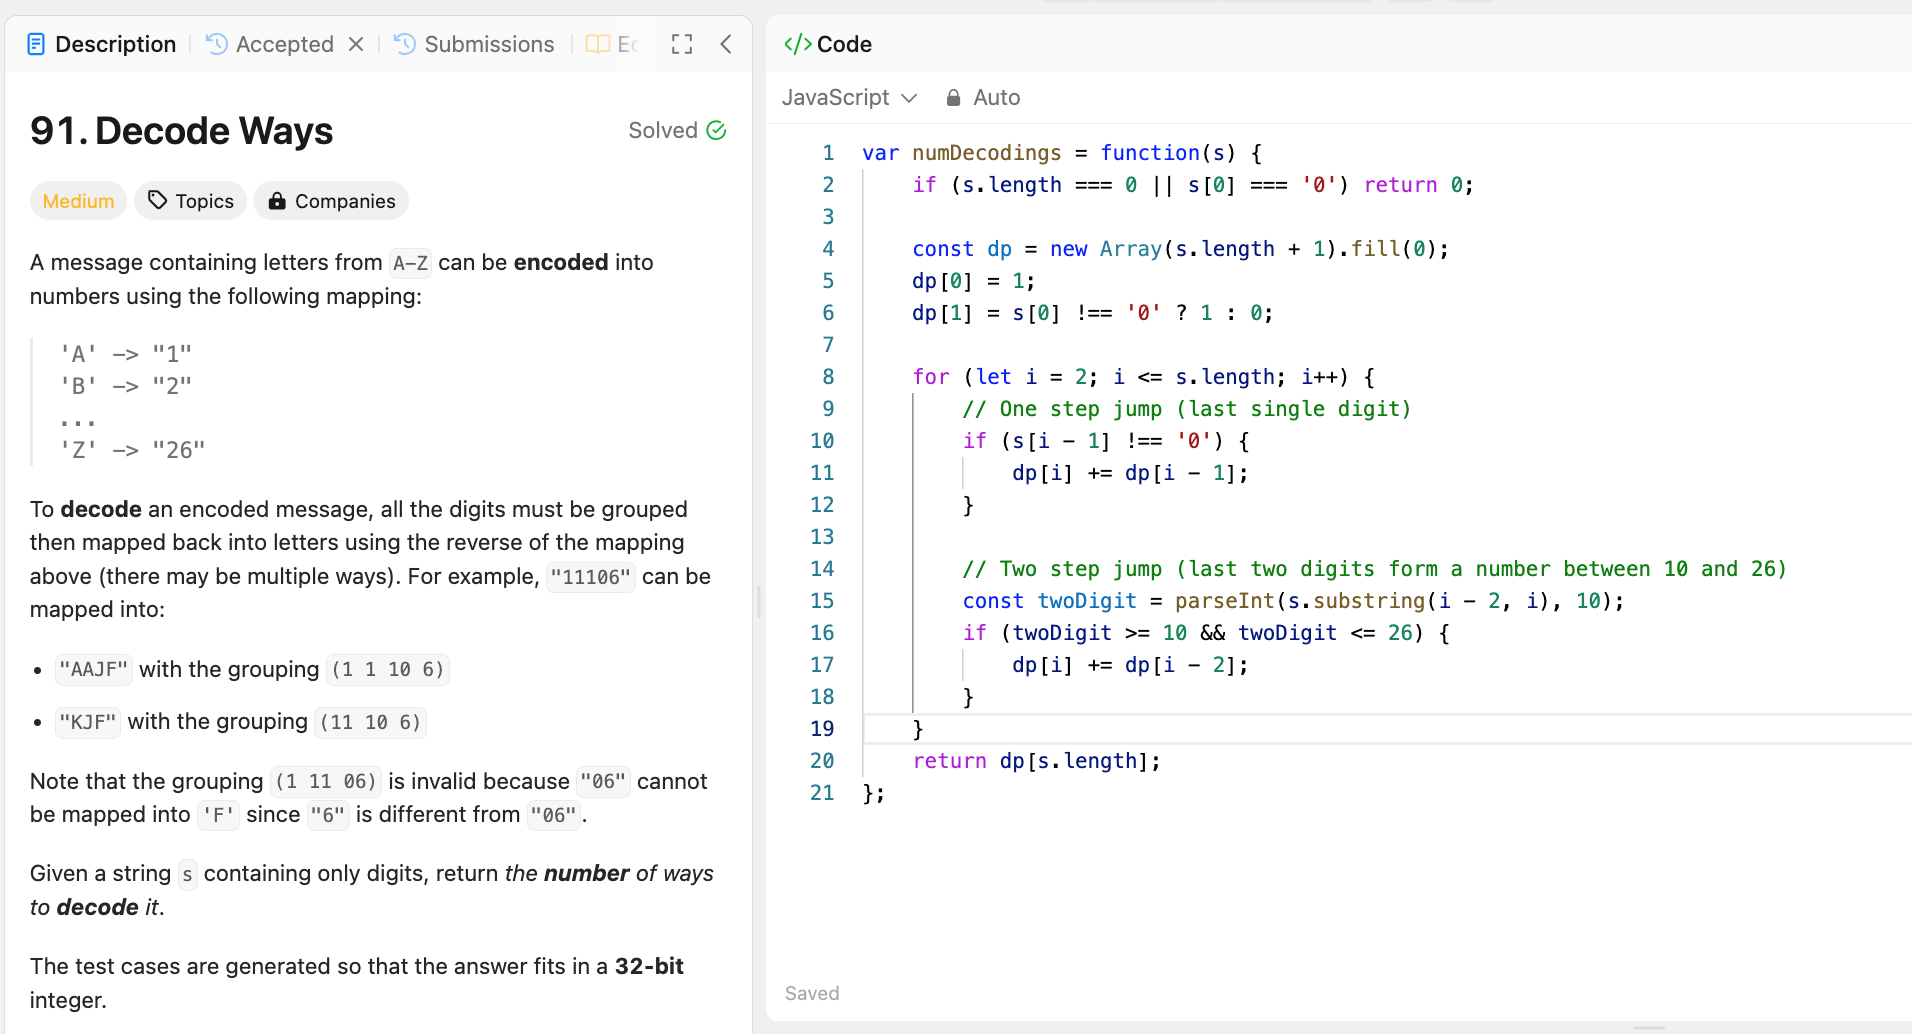 Description
Accepted
Submissions
Code
JavaScript
Auto
91. Decode Ways
Solved
Medium
Topics
Companies
A message containing letters from A-Z can be encoded into
numbers using the following mapping:
'A' -> "1"
'B' -> "2"
...
'Z' -> "26"
To decode an encoded message, all the digits must be grouped
then mapped back into letters using the reverse of the mapping
above (there may be multiple ways). For example, "11106" can be
mapped into:
• "AAJF" with the grouping (1 1 10 6)
• "KJF" with the grouping (11 10 6)
Note that the grouping (1 11 06) is invalid because "06" cannot
be mapped into 'F' since "6" is different from "06".
Given a string s containing only digits, return the number of ways
to decode it.
The test cases are generated so that the answer fits in a 32-bit
integer.
1 var numDecodings = function(s) {
2     if (s.length === 0 || s[0] === '0') return 0;
3
4     const dp = new Array(s.length + 1).fill(0);
5     dp[0] = 1;
6     dp[1] = s[0] !== '0' ? 1 : 0;
7
8     for (let i = 2; i <= s.length; i++) {
9         // One step jump (last single digit)
10         if (s[i - 1] !== '0') {
11             dp[i] += dp[i - 1];
12         }
13
14         // Two step jump (last two digits form a number between 10 and 26)
15         const twoDigit = parseInt(s.substring(i - 2, i), 10);
16         if (twoDigit >= 10 && twoDigit <= 26) {
17             dp[i] += dp[i - 2];
18         }
19     }
20     return dp[s.length];
21 };
Saved